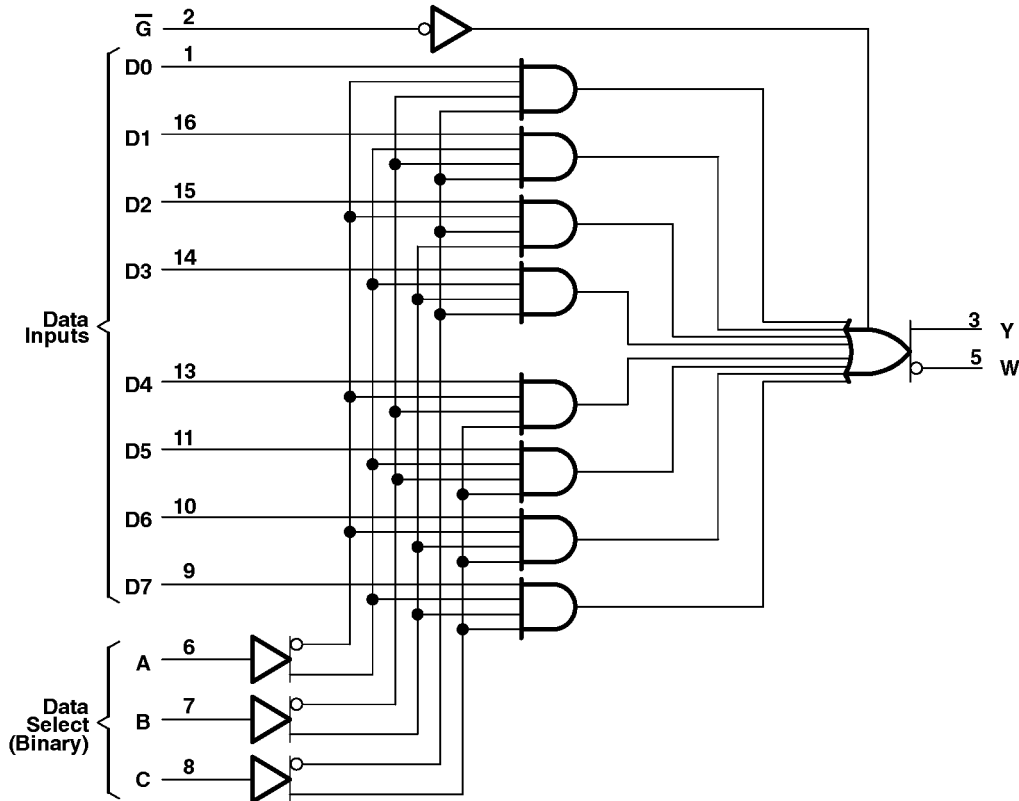 G̅ 2
D0 1
D1 16
D2 15
D3 14
Data
Inputs
D4 13
D5 11
D6 10
D7 9
3 Y
5 W
A 6
Data
Select
(Binary)
B 7
C 8